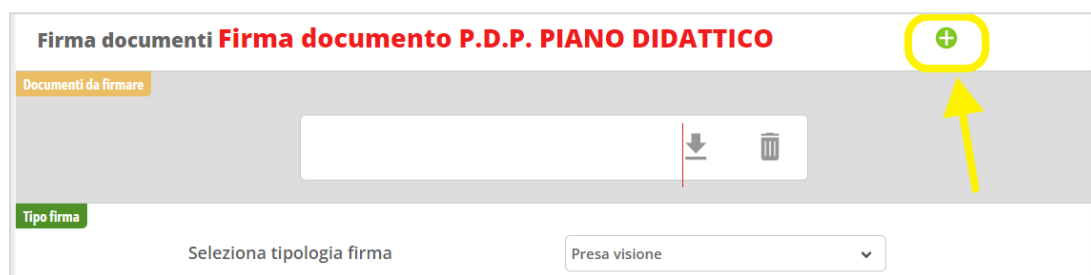 Firma documenti Firma documento P.D.P. PIANO DIDATTICO
Documenti da firmare
Tipo firma
Seleziona tipologia firma Presa visione